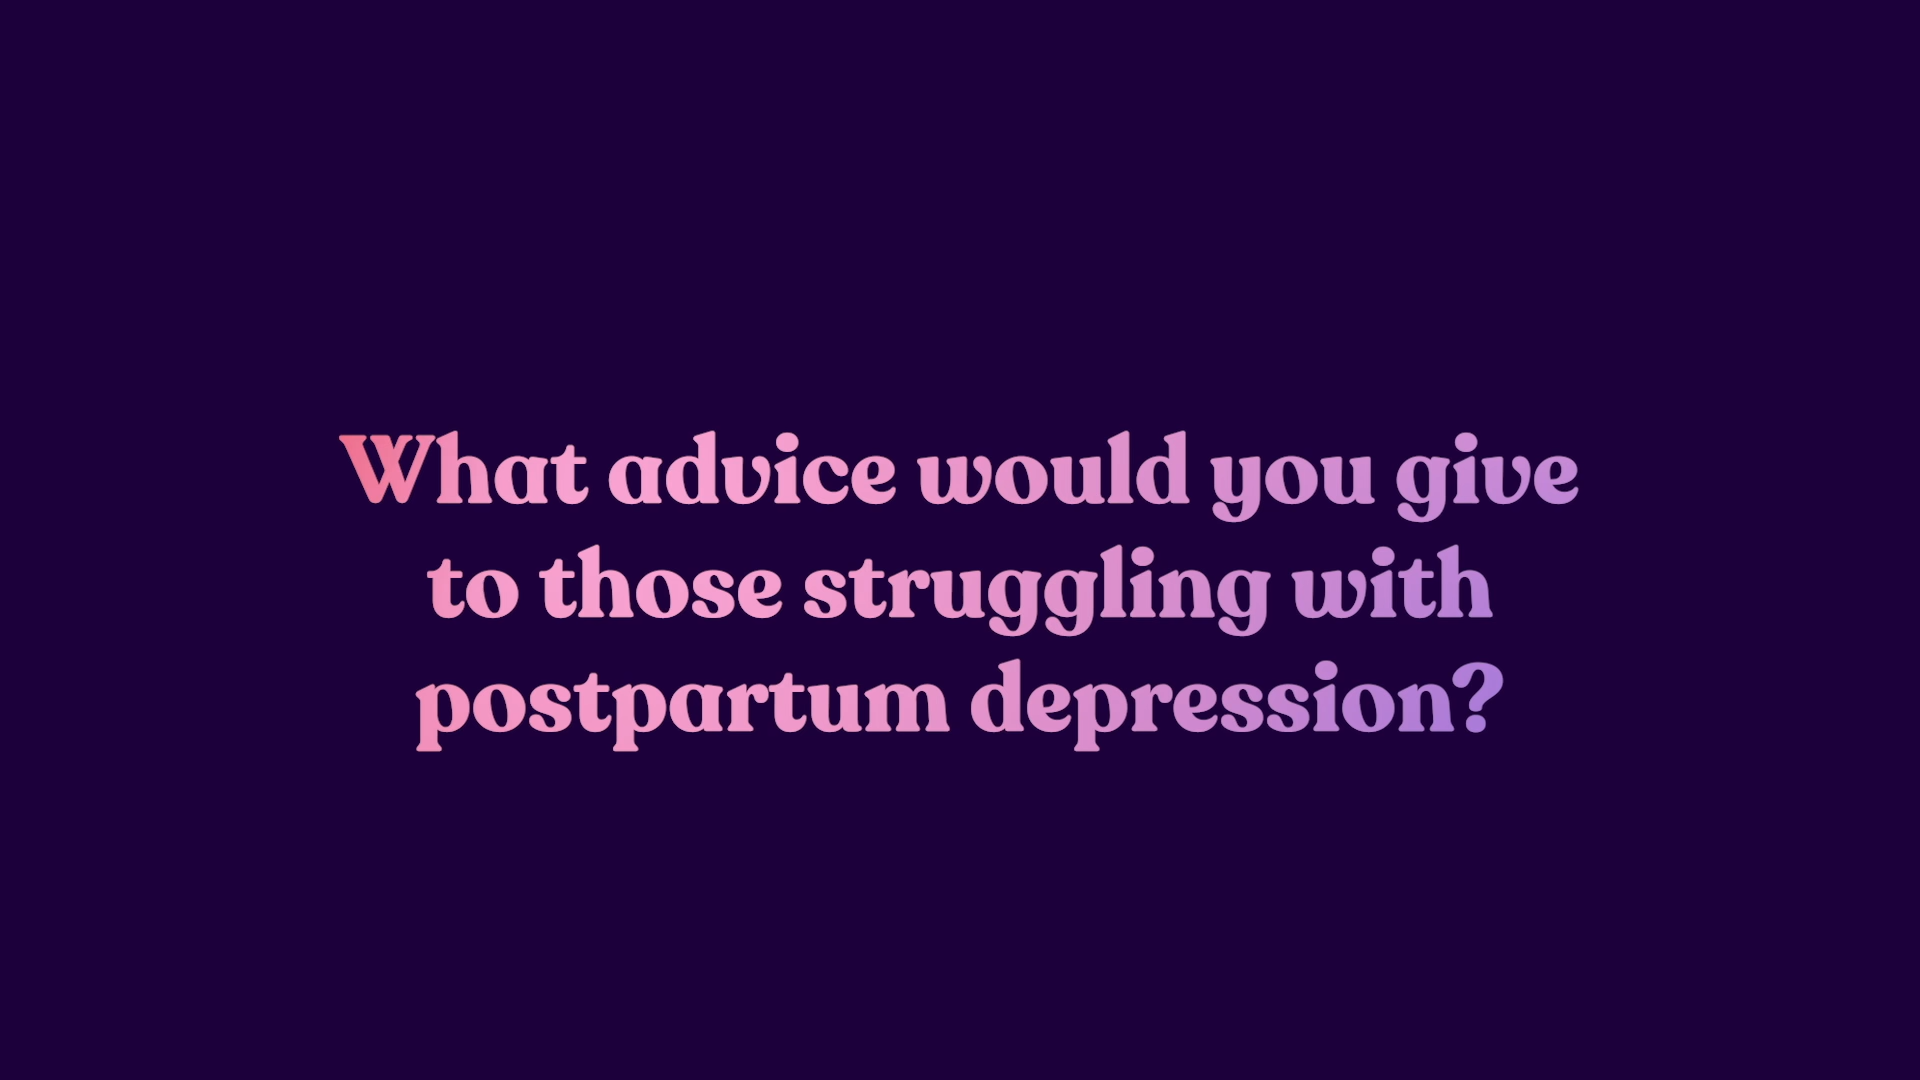 What advice would you give
to those struggling with
postpartum depression?